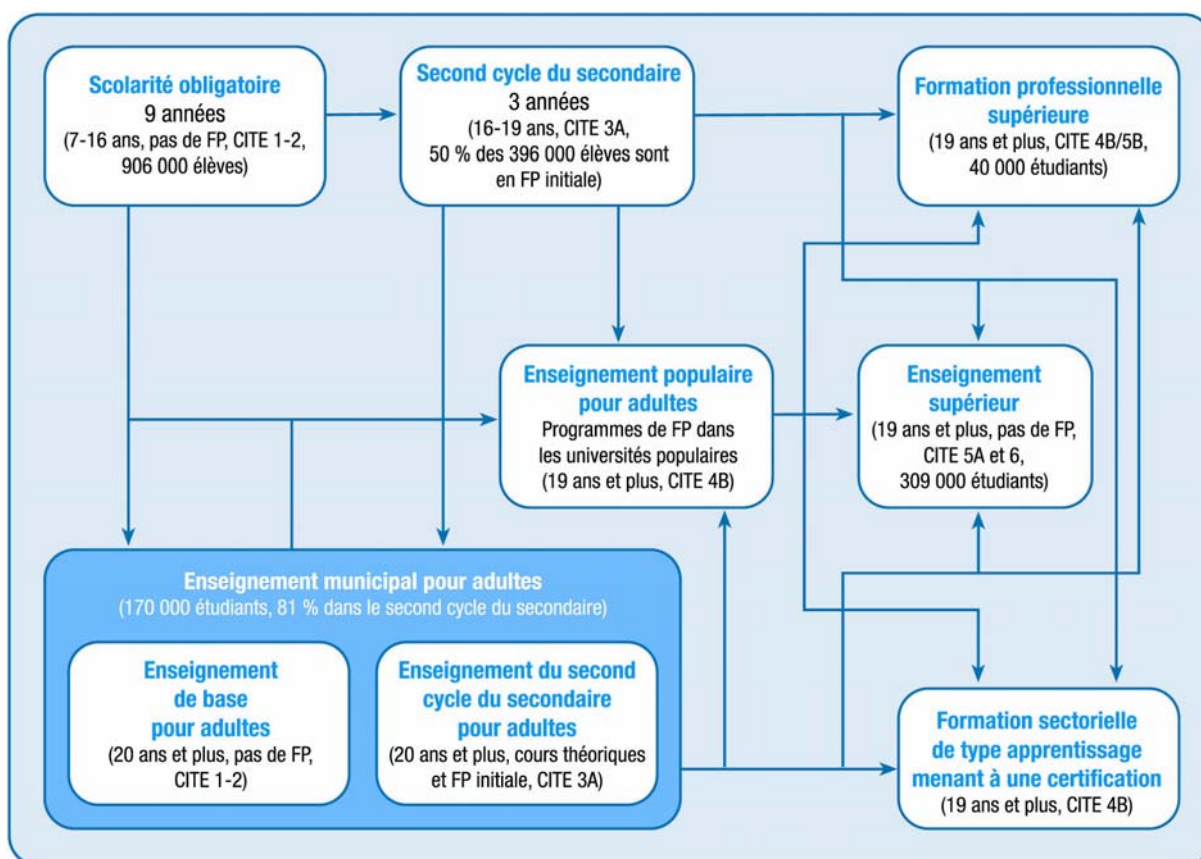 Scolarité obligatoire
9 années
(7-16 ans, pas de FP, CITE 1-2,
906 000 élèves)
Second cycle du secondaire
3 années
(16-19 ans, CITE 3A,
50 % des 396 000 élèves sont
en FP initiale)
Formation professionnelle
supérieure
(19 ans et plus, CITE 4B/5B,
40 000 étudiants)
Enseignement populaire
pour adultes
Programmes de FP dans
les universités populaires
(19 ans et plus, CITE 4B)
Enseignement
supérieur
(19 ans et plus, pas de FP,
CITE 5A et 6,
309 000 étudiants)
Enseignement municipal pour adultes
(170 000 étudiants, 81 % dans le second cycle du secondaire)
Enseignement
de base
pour adultes
(20 ans et plus, pas de FP,
CITE 1-2)
Enseignement du second
cycle du secondaire
pour adultes
(20 ans et plus, cours théoriques
et FP initiale, CITE 3A)
Formation sectorielle
de type apprentissage
menant à une certification
(19 ans et plus, CITE 4B)